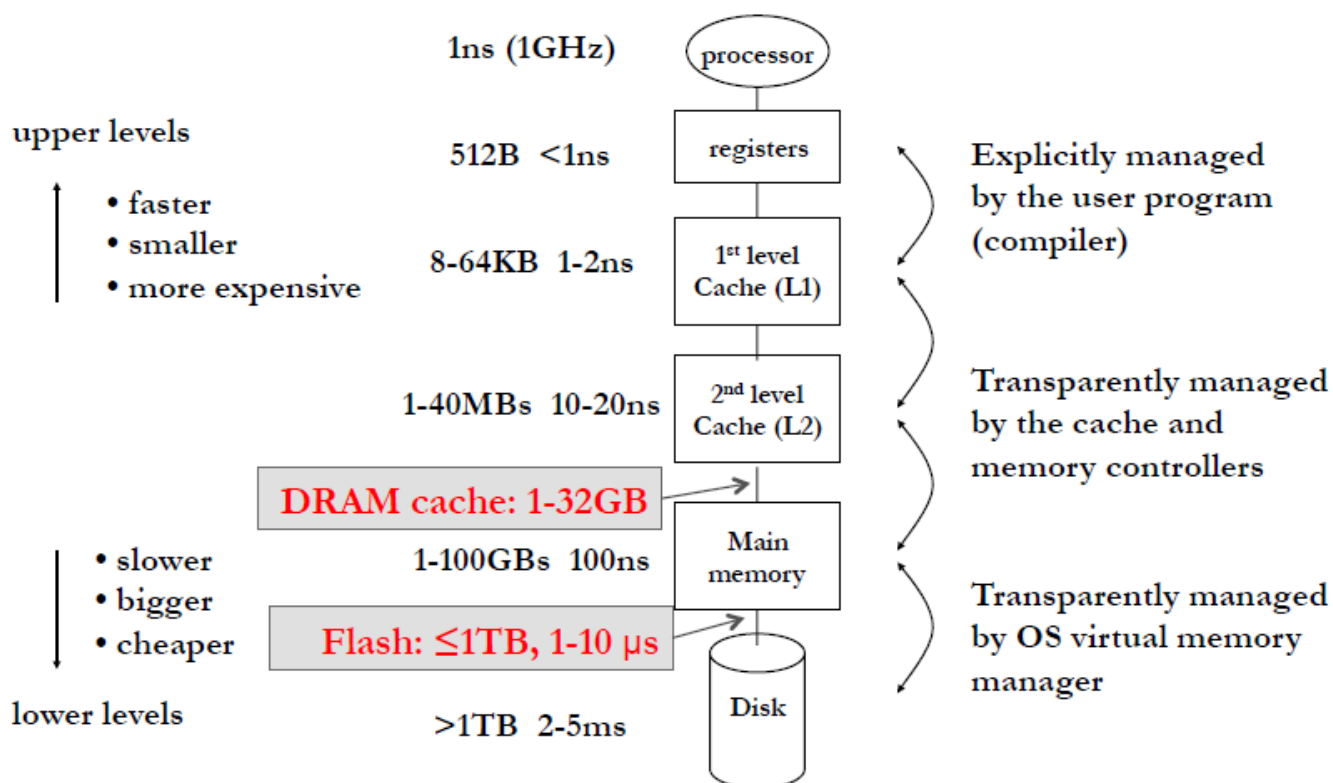 1ns (1GHz)
processor
upper levels
512B <1ns
registers
Explicitly managed
by the user program
(compiler)
• faster
• smaller
• more expensive
8-64KB 1-2ns
1st level
Cache (L1)
1-40MBs 10-20ns
2nd level
Cache (L2)
Transparently managed
by the cache and
memory controllers
DRAM cache: 1-32GB
• slower
• bigger
• cheaper
1-100GBs 100ns
Main
memory
Transparently managed
by OS virtual memory
manager
Flash: ≤1TB, 1-10 μs
lower levels
>1TB 2-5ms
Disk